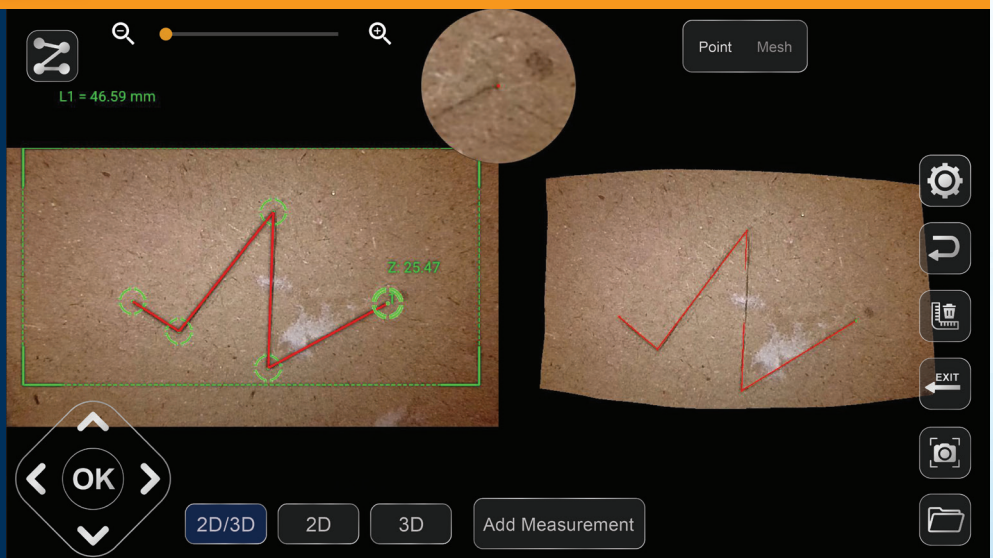 Point Mesh
L1 = 46.59 mm
Z: 25.47
EXIT
OK
2D/3D
2D
3D
Add Measurement